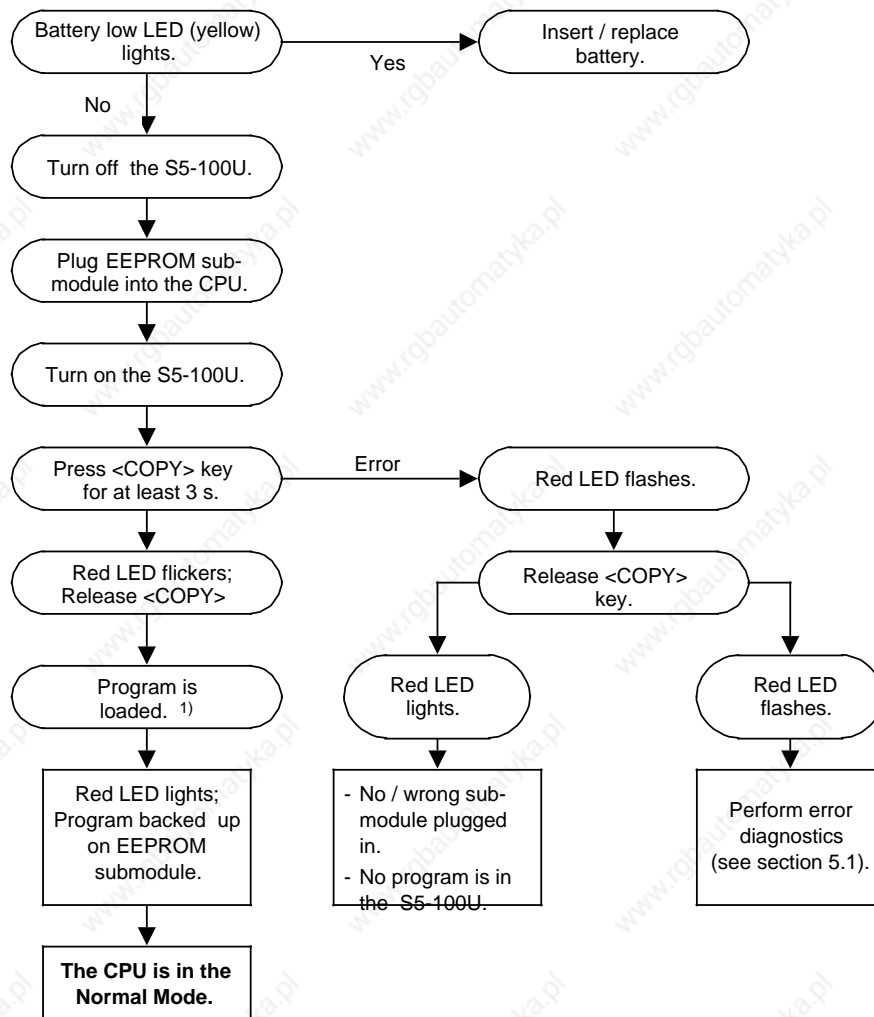 Battery low LED (yellow)
lights.
Yes
Insert / replace
battery.
No
Turn off the S5-100U.
Plug EEPROM sub-
module into the CPU.
Turn on the S5-100U.
Press <COPY> key
for at least 3 s.
Error
Red LED flashes.
Red LED flickers;
Release <COPY>
Release <COPY>
key.
Program is
loaded. 1)
Red LED
lights.
Red LED
flashes.
Red LED lights;
Program backed up
on EEPROM
submodule.
- No / wrong sub-
module plugged
in.
- No program is in
the S5-100U.
Perform error
diagnostics
(see section 5.1).
The CPU is in the
Normal Mode.
www.rgbautomatyka.pl